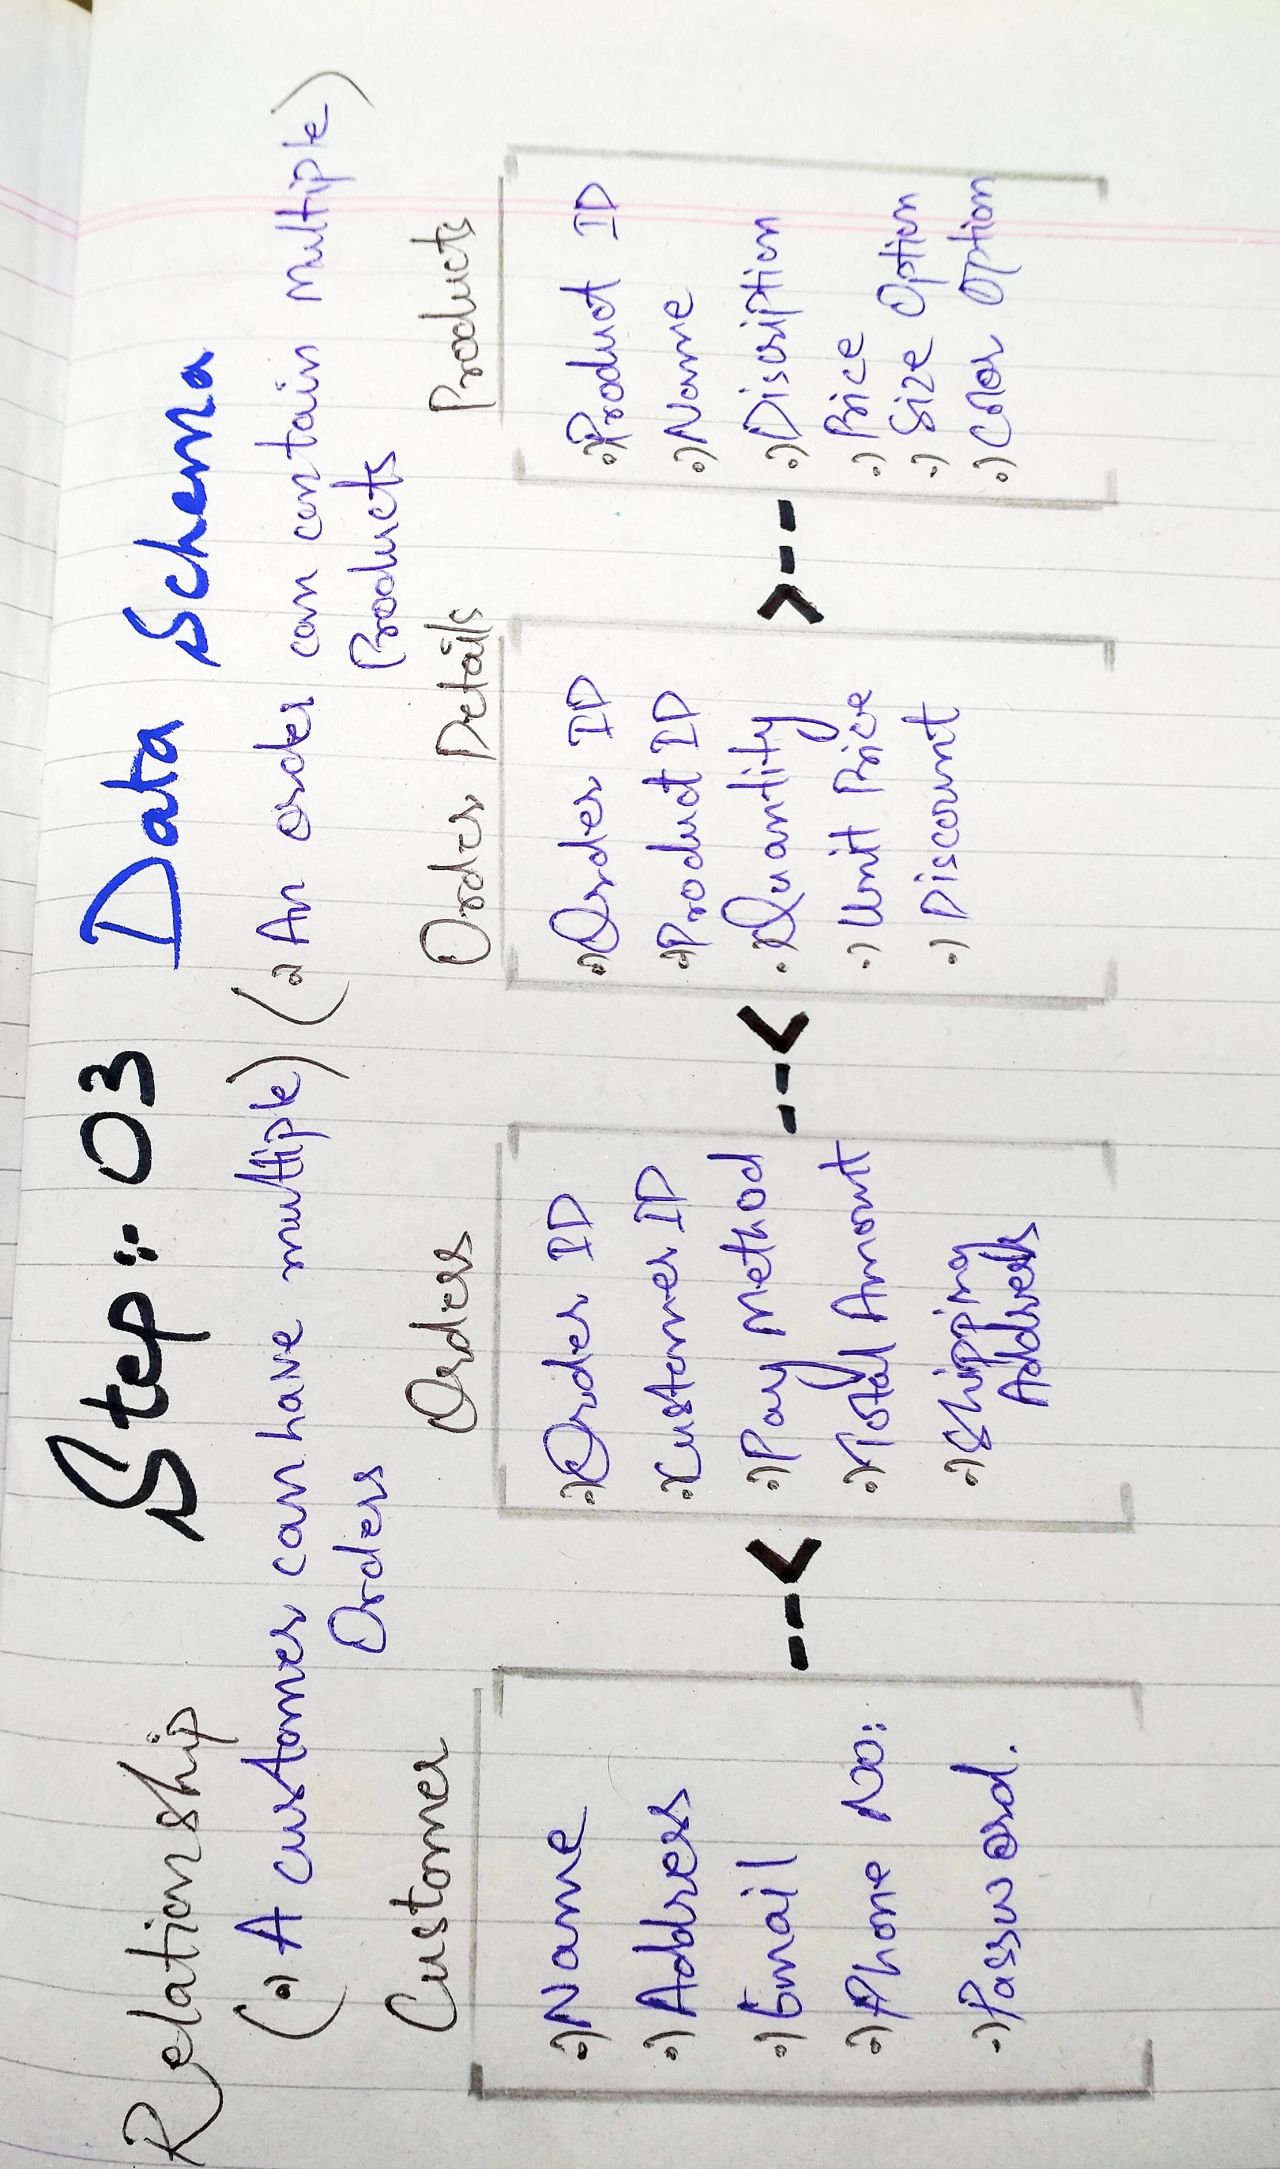 Step:: 03 Data Schema
Relationship
(•) A customer can have multiple) (•) An order can contain multiple)
Orders
Products
Customer
•) Name
•) Address
•) Email
•) Phone No::
•) Password.
--<
Orders
•) Order ID
•) Customer ID
•) Pay Method
•) Total Amount
•) Shipping
Address
--<
Order Details
•) Order ID
•) Product ID
•) Quantity
•) Unit Price
•) Discount
>--
Products
•) Product ID
•) Name
•) Discription
•) Price
•) Size Option
•) Color Option